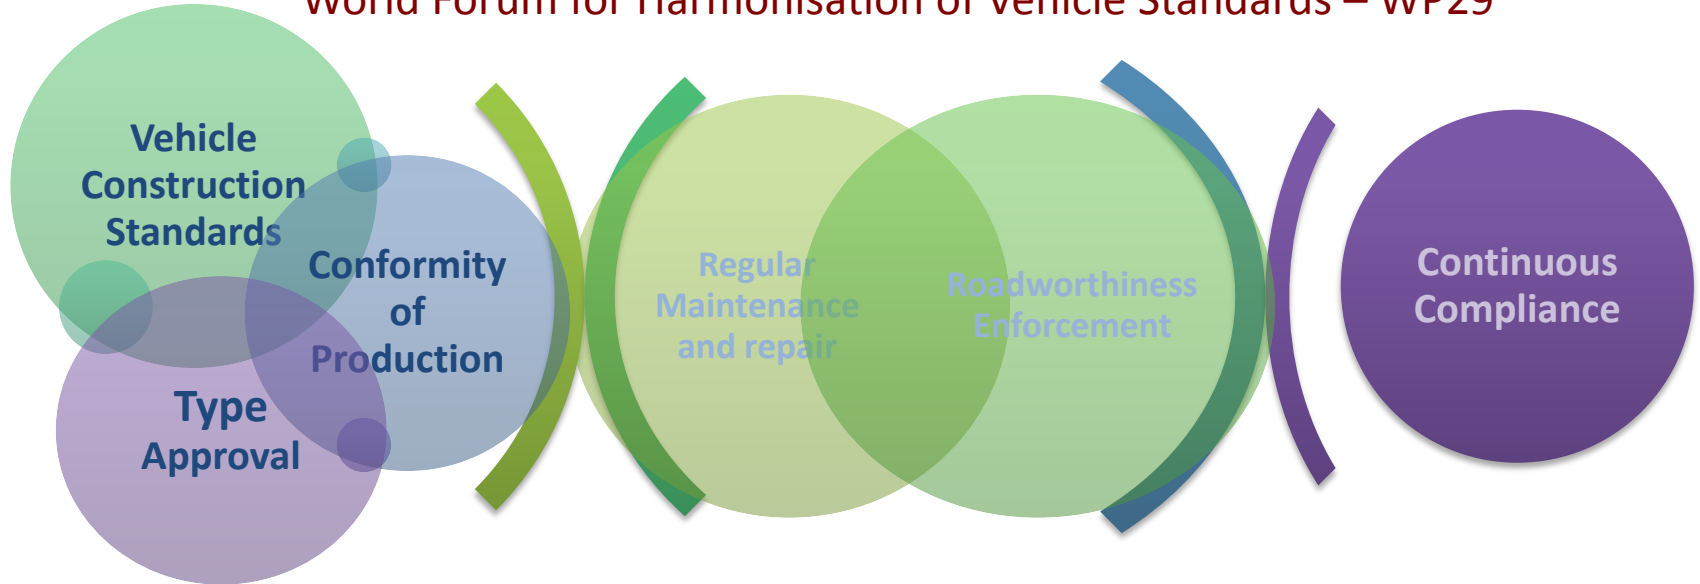 World Forum for Harmonisation of Vehicle Standards – WP29
Vehicle
Construction
Standards
Conformity
of
Production
Type
Approval
Regular
Maintenance
and repair
Roadworthiness
Enforcement
Continuous
Compliance